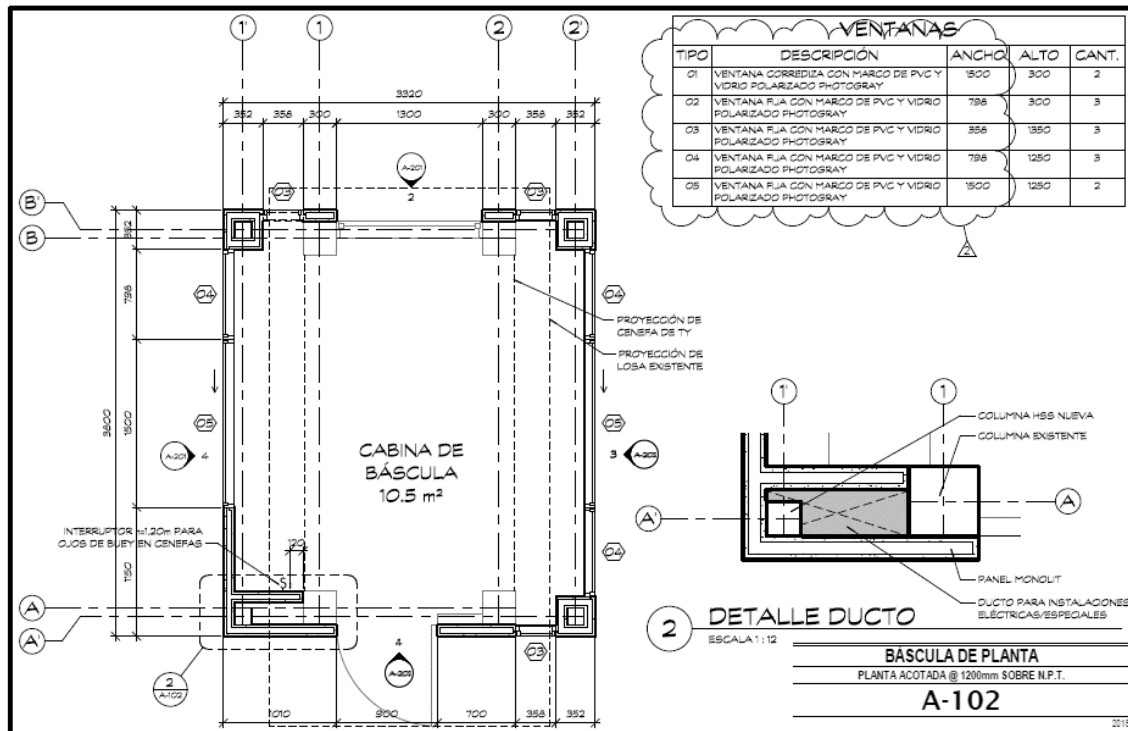 1'
1
2
2'
3320
352
358
300
1300
300
358
352
A-201
2
03
03
B'
B
3800
352
798
1500
1150
04
04
05
05
04
03
A-201
4
3
A-202
PROYECCIÓN DE
CENEFA DE TY
PROYECCIÓN DE
LOSA EXISTENTE
CABINA DE
BÁSCULA
10.5 m²
INTERRUPTOR h=1.20m PARA
OJOS DE BUEY EN CENEFAS
120
S
A
A'
2
A-102
4
A-202
1010
900
700
358
352
VENTANAS
TIPO DESCRIPCIÓN ANCHO ALTO CANT.
01 VENTANA CORREDIZA CON MARCO DE PVC Y 1500 300 2
VIDRIO POLARIZADO PHOTOGRAY
02 VENTANA FIJA CON MARCO DE PVC Y VIDRIO 798 300 3
POLARIZADO PHOTOGRAY
03 VENTANA FIJA CON MARCO DE PVC Y VIDRIO 358 1350 3
POLARIZADO PHOTOGRAY
04 VENTANA FIJA CON MARCO DE PVC Y VIDRIO 798 1250 3
POLARIZADO PHOTOGRAY
05 VENTANA FIJA CON MARCO DE PVC Y VIDRIO 1500 1250 2
POLARIZADO PHOTOGRAY
2
1'
1
COLUMNA HSS NUEVA
COLUMNA EXISTENTE
A'
A
PANEL MONOLIT
DUCTO PARA INSTALACIONES
ELÉCTRICAS/ESPECIALES
2 DETALLE DUCTO
ESCALA 1 : 12
BÁSCULA DE PLANTA
PLANTA ACOTADA @ 1200mm SOBRE N.P.T.
A-102